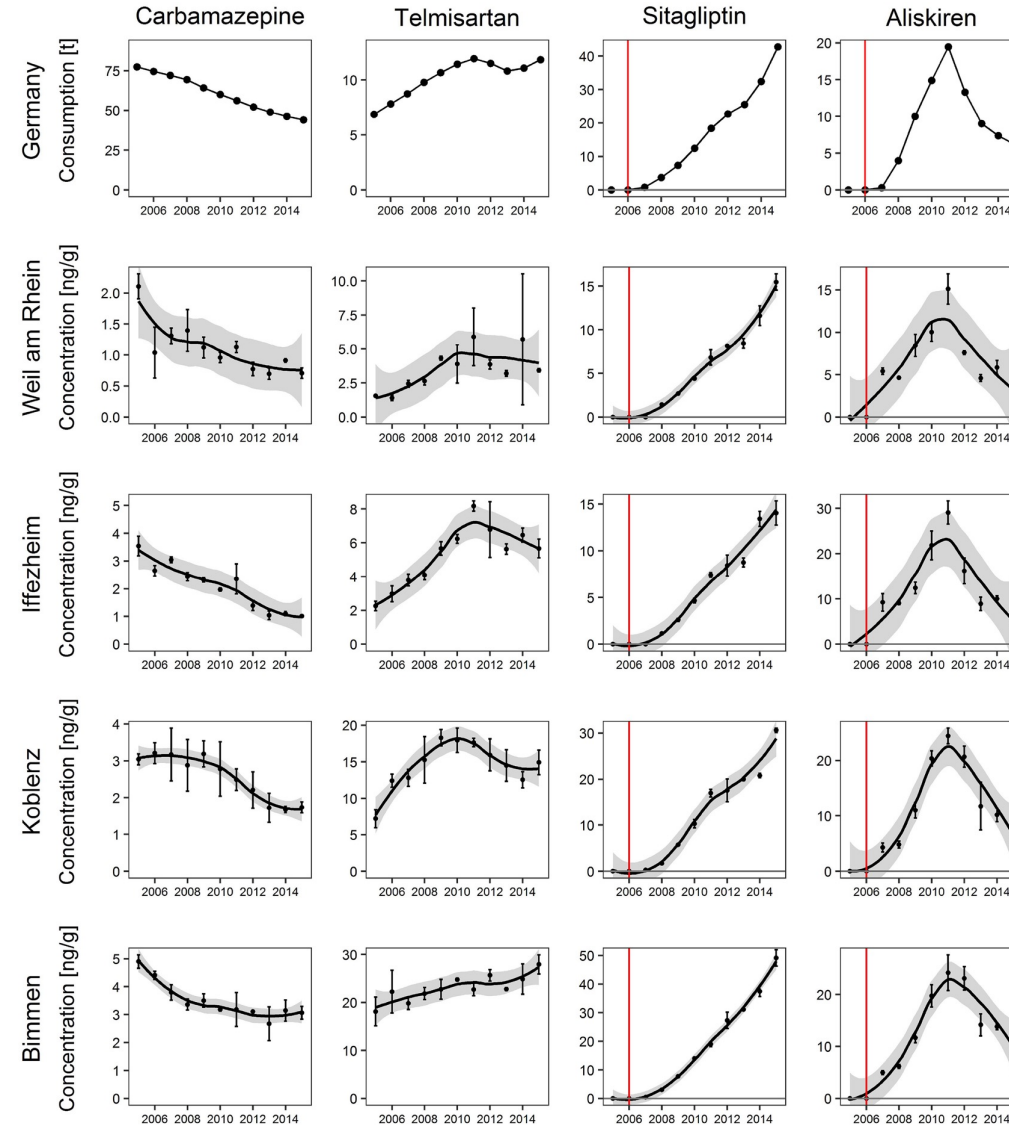 Carbamazepine Telmisartan Sitagliptin Aliskiren
Germany
Consumption [t]
75
50
25
0
2006 2008 2010 2012 2014
10
5
0
2006 2008 2010 2012 2014
40
30
20
10
0
2006 2008 2010 2012 2014
20
15
10
5
0
2006 2008 2010 2012 2014
Weil am Rhein
Concentration [ng/g]
2.0
1.5
1.0
0.5
0.0
2006 2008 2010 2012 2014
10.0
7.5
5.0
2.5
0.0
2006 2008 2010 2012 2014
15
10
5
0
2006 2008 2010 2012 2014
15
10
5
0
2006 2008 2010 2012 2014
Iffezheim
Concentration [ng/g]
5
4
3
2
1
0
2006 2008 2010 2012 2014
8
6
4
2
0
2006 2008 2010 2012 2014
15
10
5
0
2006 2008 2010 2012 2014
30
20
10
0
2006 2008 2010 2012 2014
Koblenz
Concentration [ng/g]
4
3
2
1
0
2006 2008 2010 2012 2014
20
15
10
5
0
2006 2008 2010 2012 2014
30
20
10
0
2006 2008 2010 2012 2014
20
10
0
2006 2008 2010 2012 2014
Bimmen
Concentration [ng/g]
5
4
3
2
1
0
2006 2008 2010 2012 2014
30
20
10
0
2006 2008 2010 2012 2014
50
40
30
20
10
0
2006 2008 2010 2012 2014
20
10
0
2006 2008 2010 2012 2014